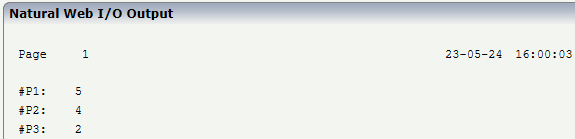 Natural Web I/O Output
Page 1 23-05-24 16:00:03
#P1: 5
#P2: 4
#P3: 2